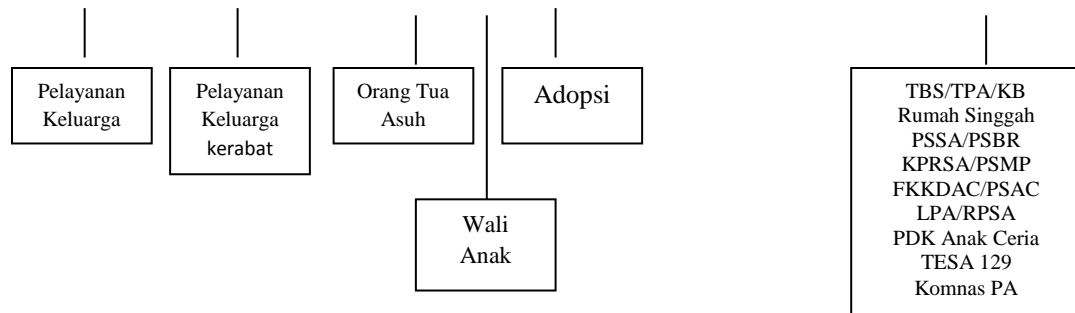 Pelayanan
Keluarga
Pelayanan
Keluarga
kerabat
Orang Tua
Asuh
Adopsi
Wali
Anak
TBS/TPA/KB
Rumah Singgah
PSSA/PSBR
KPRSA/PSMP
FKKDAC/PSAC
LPA/RPSA
PDK Anak Ceria
TESA 129
Komnas PA